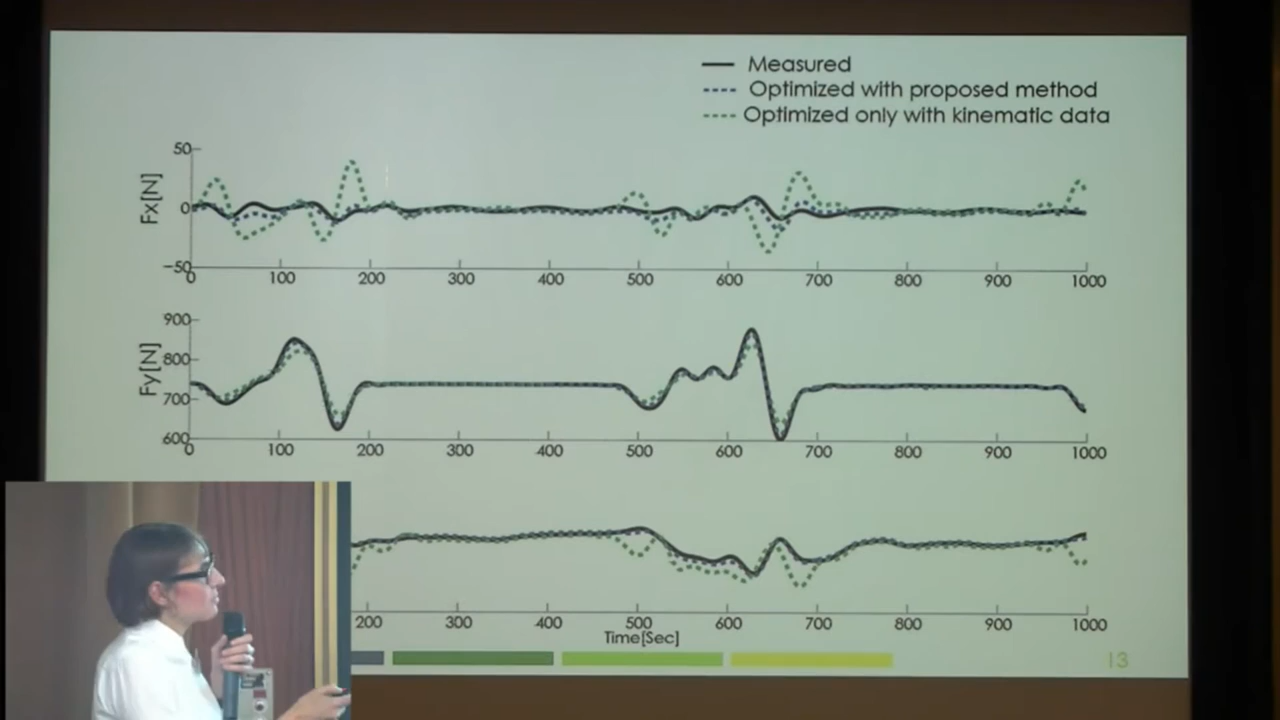 Measured
Optimized with proposed method
Optimized only with kinematic data
50
Fx[N]
0
−50
0 100 200 300 400 500 600 700 800 900 1000
900
800
Fy[N]
700
600
0 100 200 300 400 500 600 700 800 900 1000
200 300 400 500 600 700 800 900 1000
Time[Sec]
13